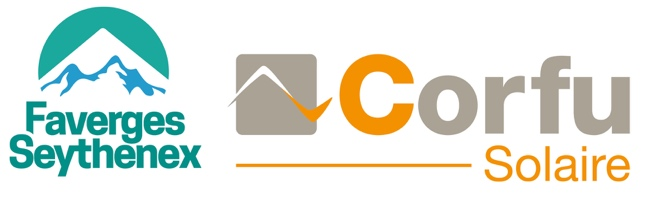 Faverges
Seythenex
Corfu
Solaire